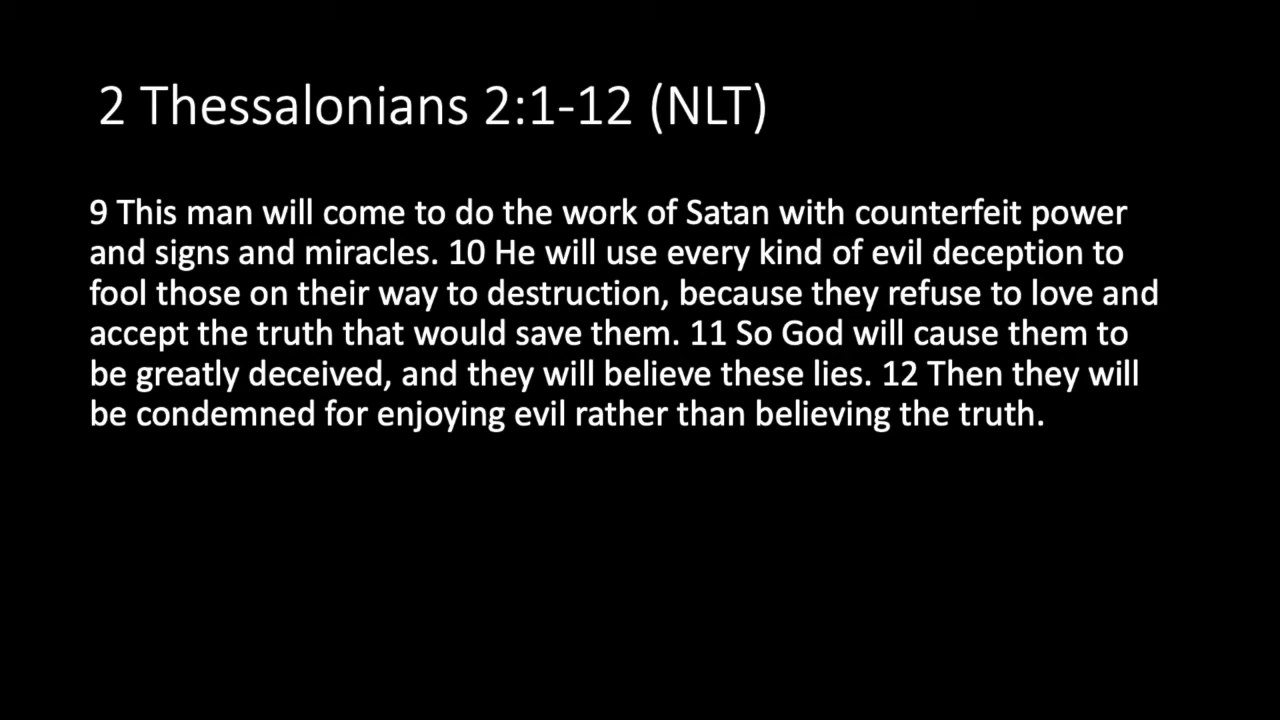 2 Thessalonians 2:1-12 (NLT)
9 This man will come to do the work of Satan with counterfeit power
and signs and miracles. 10 He will use every kind of evil deception to
fool those on their way to destruction, because they refuse to love and
accept the truth that would save them. 11 So God will cause them to
be greatly deceived, and they will believe these lies. 12 Then they will
be condemned for enjoying evil rather than believing the truth.